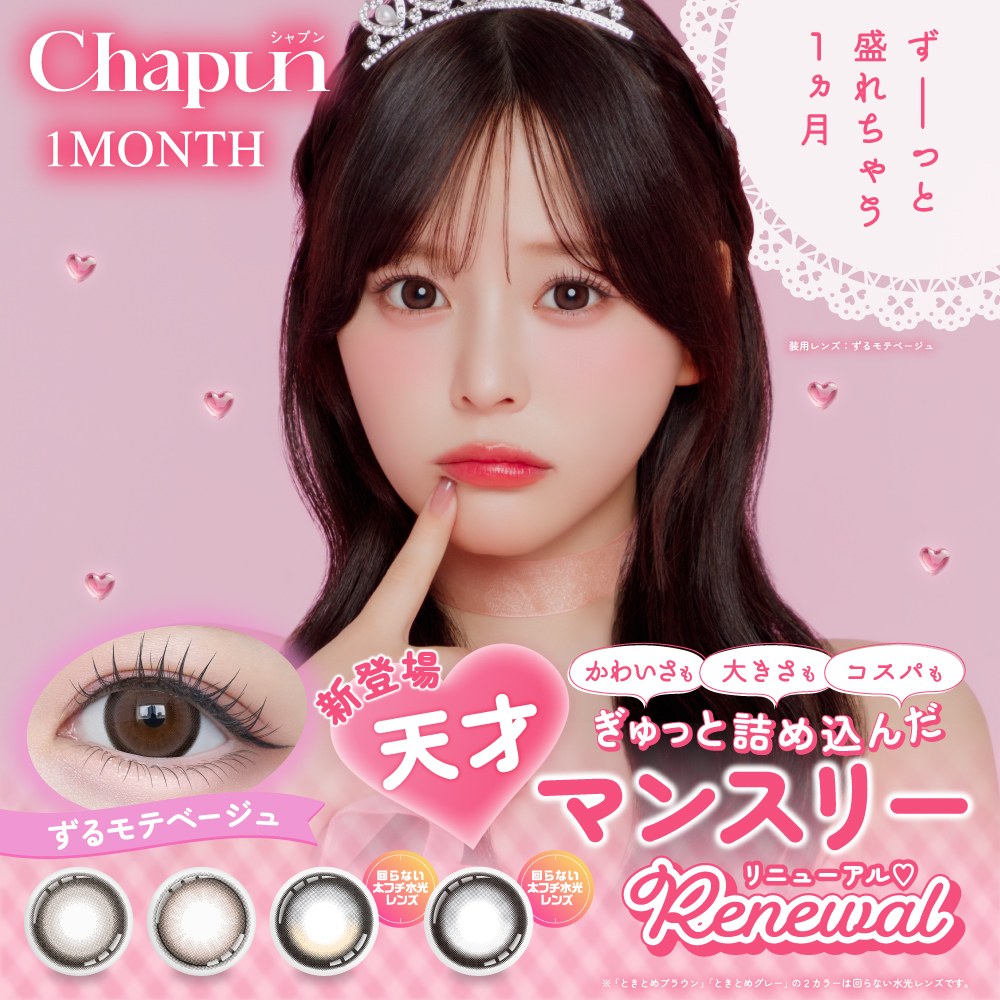 Chapun
シャプン
1MONTH
ずーっと
盛れちゃう
1ヵ月
装用レンズ：ずるモテベージュ
新登場
天才
かわいさも
大きさも
コスパも
ぎゅっと詰め込んだ
マンスリー
リニューアル♡
Renewal
ずるモテベージュ
回らない
太フチ水光
レンズ
回らない
太フチ水光
レンズ
※「ときとめブラウン」「ときとめグレー」の2カラーは回らない水光レンズです。